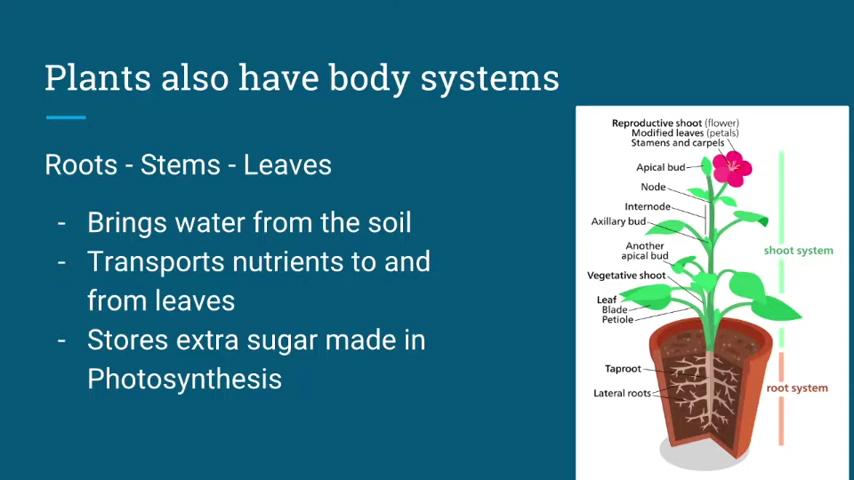 Plants also have body systems
Roots - Stems - Leaves
- Brings water from the soil
- Transports nutrients to and
from leaves
- Stores extra sugar made in
Photosynthesis
Reproductive shoot (flower)
Modified leaves (petals)
Stamens and carpels
Apical bud
Node
Internode
Axillary bud
Another
apical bud
Vegetative shoot
Leaf
Blade
Petiole
Taproot
Lateral roots
shoot system
root system